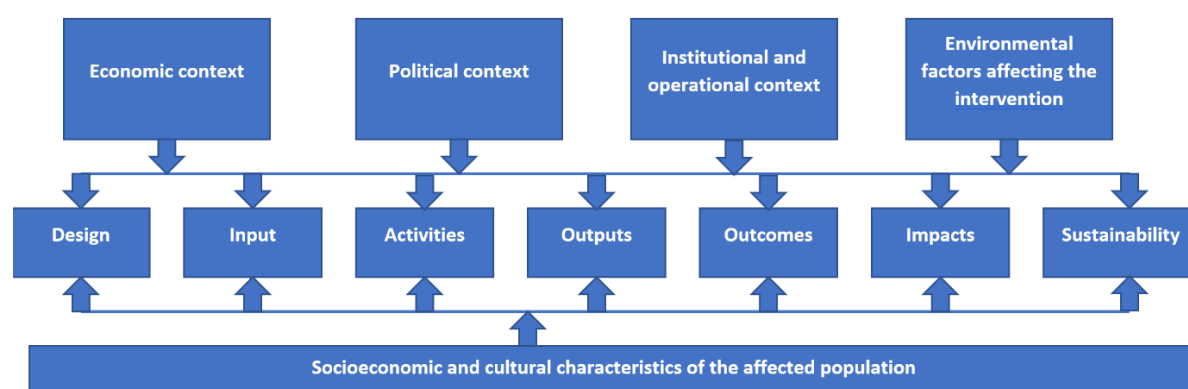 Economic context
Political context
Institutional and
operational context
Environmental
factors affecting the
intervention
Design
Input
Activities
Outputs
Outcomes
Impacts
Sustainability
Socioeconomic and cultural characteristics of the affected population